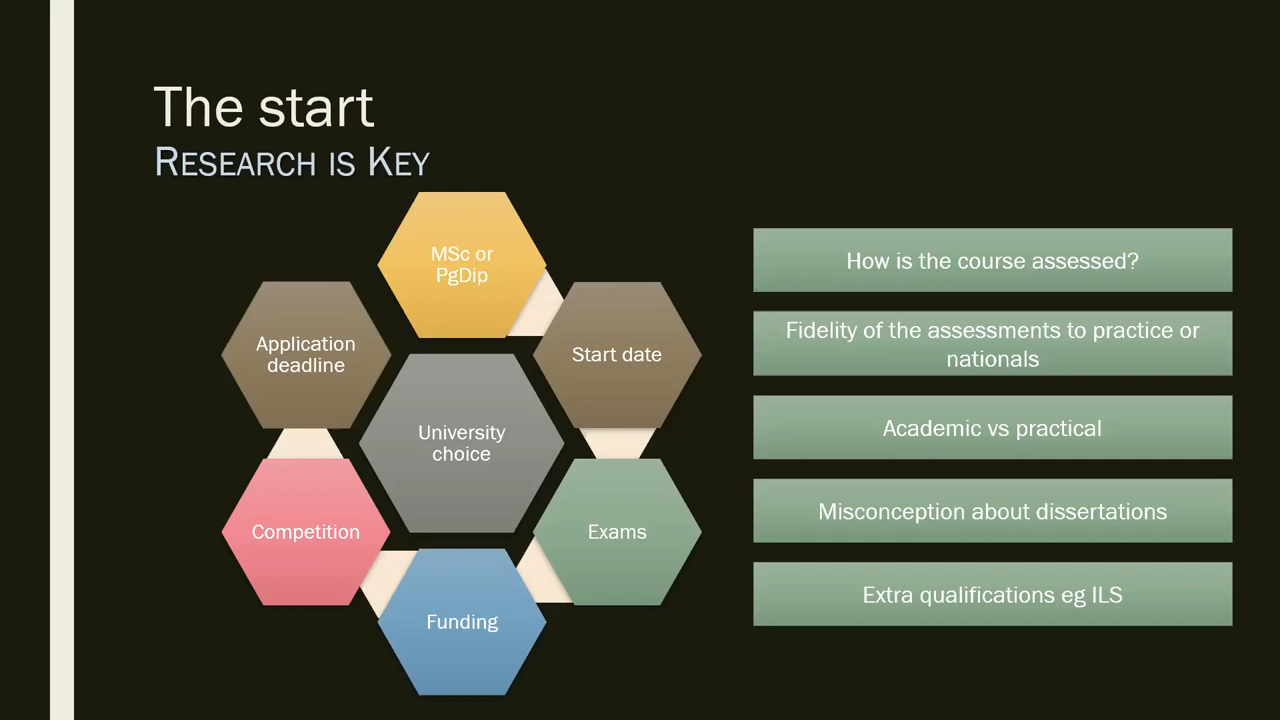 The start
RESEARCH IS KEY
MSc or
PgDip
Application
deadline
Start date
University
choice
Competition
Exams
Funding
How is the course assessed?
Fidelity of the assessments to practice or
nationals
Academic vs practical
Misconception about dissertations
Extra qualifications eg ILS